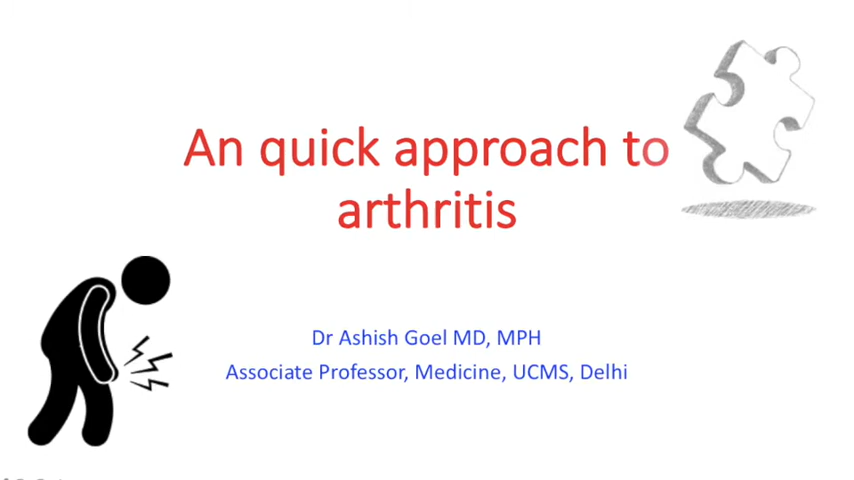 An quick approach to
arthritis
Dr Ashish Goel MD, MPH
Associate Professor, Medicine, UCMS, Delhi